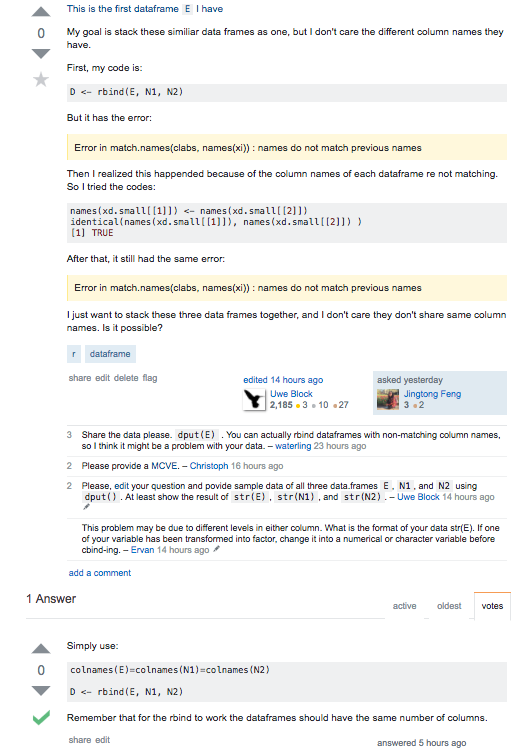 This is the first dataframe E I have
0
My goal is stack these similiar data frames as one, but I don't care the different column names they
have.
First, my code is:
D <- rbind(E, N1, N2)
But it has the error:
Error in match.names(clabs, names(xi)) : names do not match previous names
Then I realized this happended because of the column names of each dataframe re not matching.
So I tried the codes:
names(xd.small[[1]]) <- names(xd.small[[2]])
identical(names(xd.small[[1]]), names(xd.small[[2]]) )
[1] TRUE
After that, it still had the same error:
Error in match.names(clabs, names(xi)) : names do not match previous names
I just want to stack these three data frames together, and I don't care they don't share same column
names. Is it possible?
r dataframe
share edit delete flag
edited 14 hours ago
Uwe Block
2,185 3 10 27
asked yesterday
Jingtong Feng
3 2
3 Share the data please. dput(E) . You can actually rbind dataframes with non-matching column names,
so I think it might be a problem with your data. – waterling 23 hours ago
2 Please provide a MCVE. – Christoph 16 hours ago
2 Please, edit your question and povide sample data of all three data.frames E , N1 , and N2 using
dput() . At least show the result of str(E) , str(N1) , and str(N2) . – Uwe Block 14 hours ago
This problem may be due to different levels in either column. What is the format of your data str(E). If one
of your variable has been transformed into factor, change it into a numerical or character variable before
cbind-ing. – Ervan 14 hours ago
add a comment
1 Answer
active oldest votes
Simply use:
0
colnames(E)=colnames(N1)=colnames(N2)
D <- rbind(E, N1, N2)
Remember that for the rbind to work the dataframes should have the same number of columns.
share edit
answered 5 hours ago